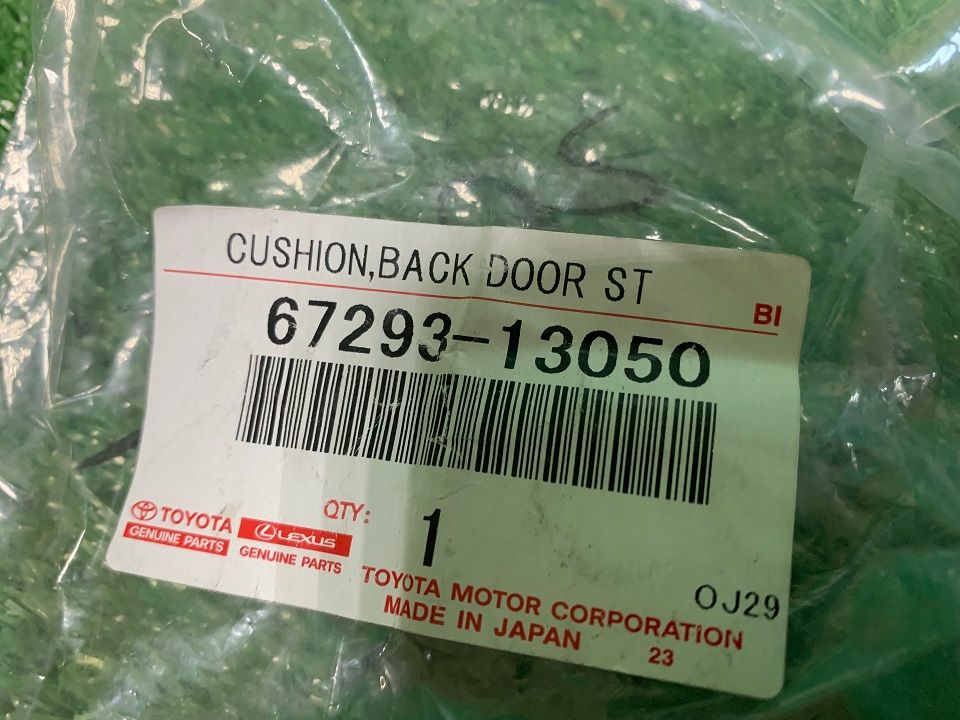 CUSHION,BACK DOOR ST
BI
67293-13050
QTY: 1
TOYOTA
GENUINE PARTS
LEXUS
GENUINE PARTS
OJ29
TOYOTA MOTOR CORPORATION
MADE IN JAPAN 23